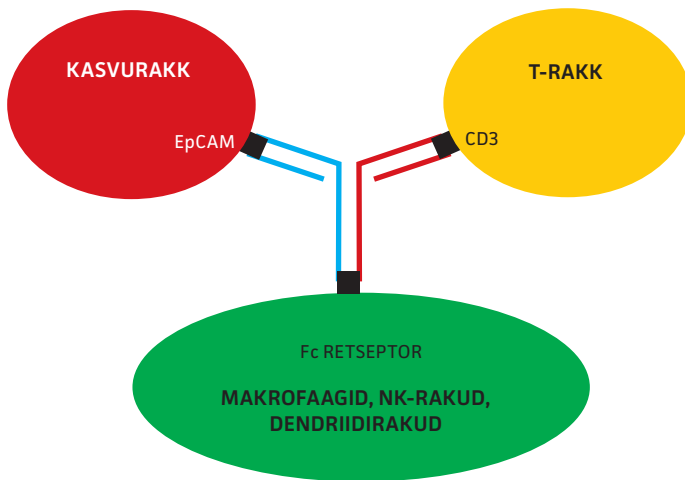 KASVURAKK
T-RAKK
EpCAM
CD3
Fc RETSEPTOR
MAKROFAAGID, NK-RAKUD,
DENDRIIDIRAKUD